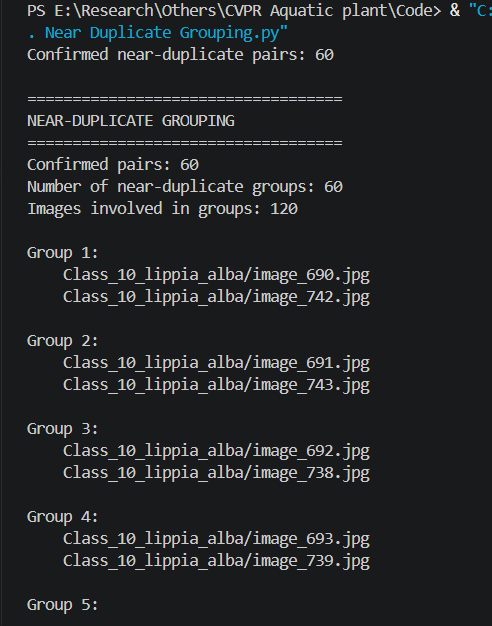 PS E:\Research\Others\CVPR Aquatic plant\Code> & "C:
. Near Duplicate Grouping.py"
Confirmed near-duplicate pairs: 60
===================================
NEAR-DUPLICATE GROUPING
===================================
Confirmed pairs: 60
Number of near-duplicate groups: 60
Images involved in groups: 120
Group 1:
Class_10_lippia_alba/image_690.jpg
Class_10_lippia_alba/image_742.jpg
Group 2:
Class_10_lippia_alba/image_691.jpg
Class_10_lippia_alba/image_743.jpg
Group 3:
Class_10_lippia_alba/image_692.jpg
Class_10_lippia_alba/image_738.jpg
Group 4:
Class_10_lippia_alba/image_693.jpg
Class_10_lippia_alba/image_739.jpg
Group 5: